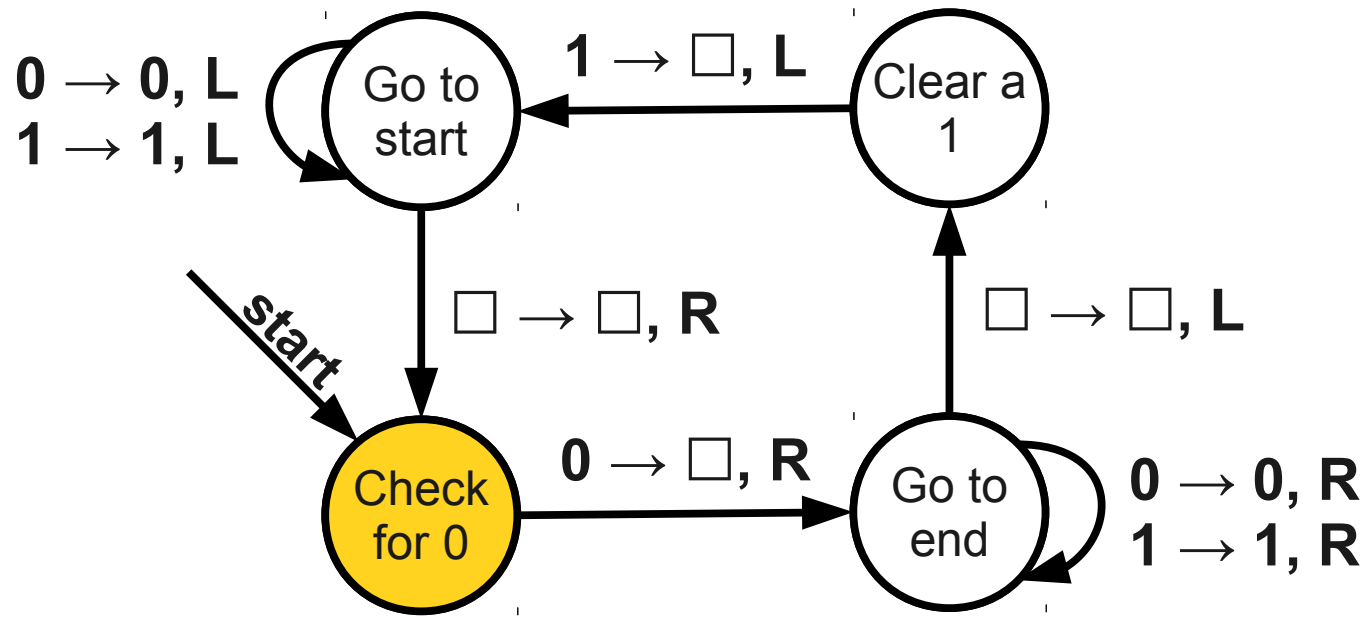 0 → 0, L
1 → 1, L
Go to
start
1 → □, L
Clear a
1
start
□ → □, R
□ → □, L
Check
for 0
0 → □, R
Go to
end
0 → 0, R
1 → 1, R